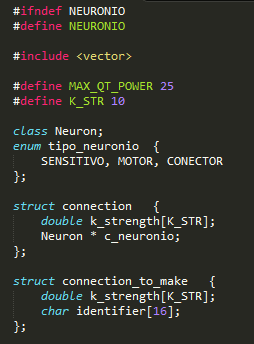 #ifndef NEURONIO
#define NEURONIO
#include <vector>
#define MAX_QT_POWER 25
#define K_STR 10
class Neuron;
enum tipo_neuronio {
SENSITIVO, MOTOR, CONECTOR
};
struct connection {
double k_strength[K_STR];
Neuron * c_neuronio;
};
struct connection_to_make {
double k_strength[K_STR];
char identifier[16];
};